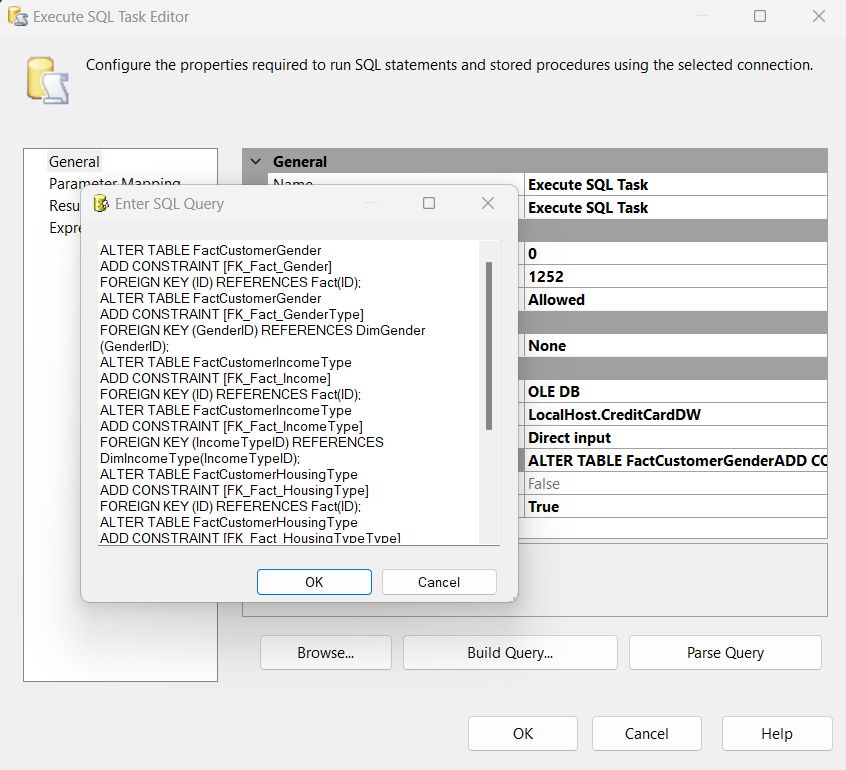 Execute SQL Task Editor
Configure the properties required to run SQL statements and stored procedures using the selected connection.
General
Parameter Mapping
Resu
Expre
General
Name
Execute SQL Task
Execute SQL Task
0
1252
Allowed
None
OLE DB
LocalHost.CreditCardDW
Direct input
ALTER TABLE FactCustomerGenderADD CO
False
True
Enter SQL Query
ALTER TABLE FactCustomerGender
ADD CONSTRAINT [FK_Fact_Gender]
FOREIGN KEY (ID) REFERENCES Fact(ID);
ALTER TABLE FactCustomerGender
ADD CONSTRAINT [FK_Fact_GenderType]
FOREIGN KEY (GenderID) REFERENCES DimGender
(GenderID);
ALTER TABLE FactCustomerIncomeType
ADD CONSTRAINT [FK_Fact_Income]
FOREIGN KEY (ID) REFERENCES Fact(ID);
ALTER TABLE FactCustomerIncomeType
ADD CONSTRAINT [FK_Fact_IncomeType]
FOREIGN KEY (IncomeTypeID) REFERENCES
DimIncomeType(IncomeTypeID);
ALTER TABLE FactCustomerHousingType
ADD CONSTRAINT [FK_Fact_HousingType]
FOREIGN KEY (ID) REFERENCES Fact(ID);
ALTER TABLE FactCustomerHousingType
ADD CONSTRAINT [FK_Fact_HousingTypeType]
OK
Cancel
Browse...
Build Query...
Parse Query
OK
Cancel
Help